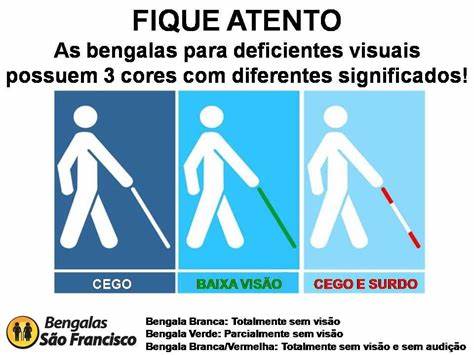 FIQUE ATENTO
As bengalas para deficientes visuais
possuem 3 cores com diferentes significados!
CEGO
BAIXA VISÃO
CEGO E SURDO
Bengalas
São Francisco
Bengala Branca: Totalmente sem visão
Bengala Verde: Parcialmente sem visão
Bengala Branca/Vermelha: Totalmente sem visão e sem audição